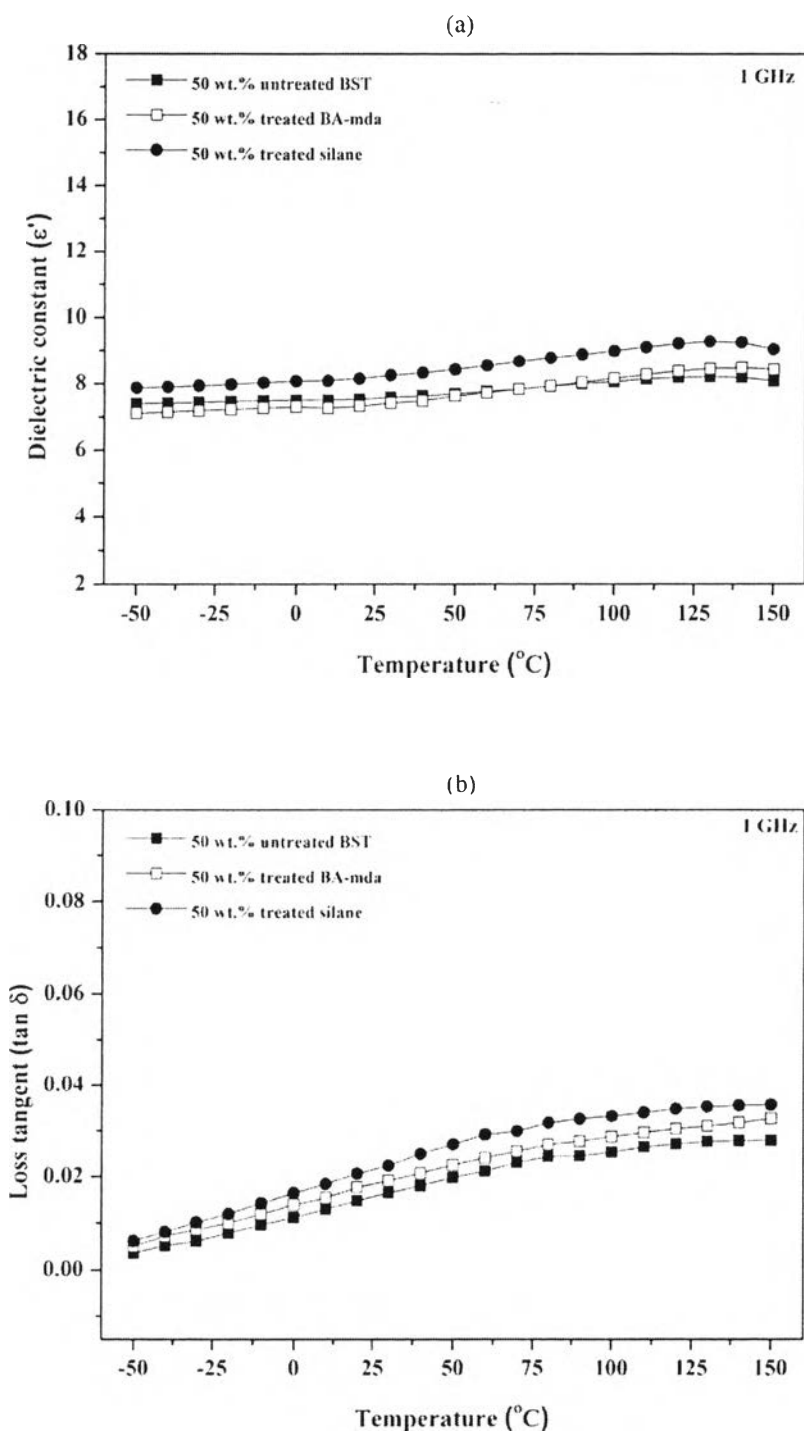 (a)
18
16
14
12
10
8
6
4
2
50 wt.% untreated BST
50 wt.% treated BA-mda
50 wt.% treated silane
1 GHz
Dielectric constant (ε')
-50 -25 0 25 50 75 100 125 150
Temperature (°C)
(b)
0.10
0.08
0.06
0.04
0.02
0.00
50 wt.% untreated BST
50 wt.% treated BA-mda
50 wt.% treated silane
1 GHz
Loss tangent (tan δ)
-50 -25 0 25 50 75 100 125 150
Temperature (°C)